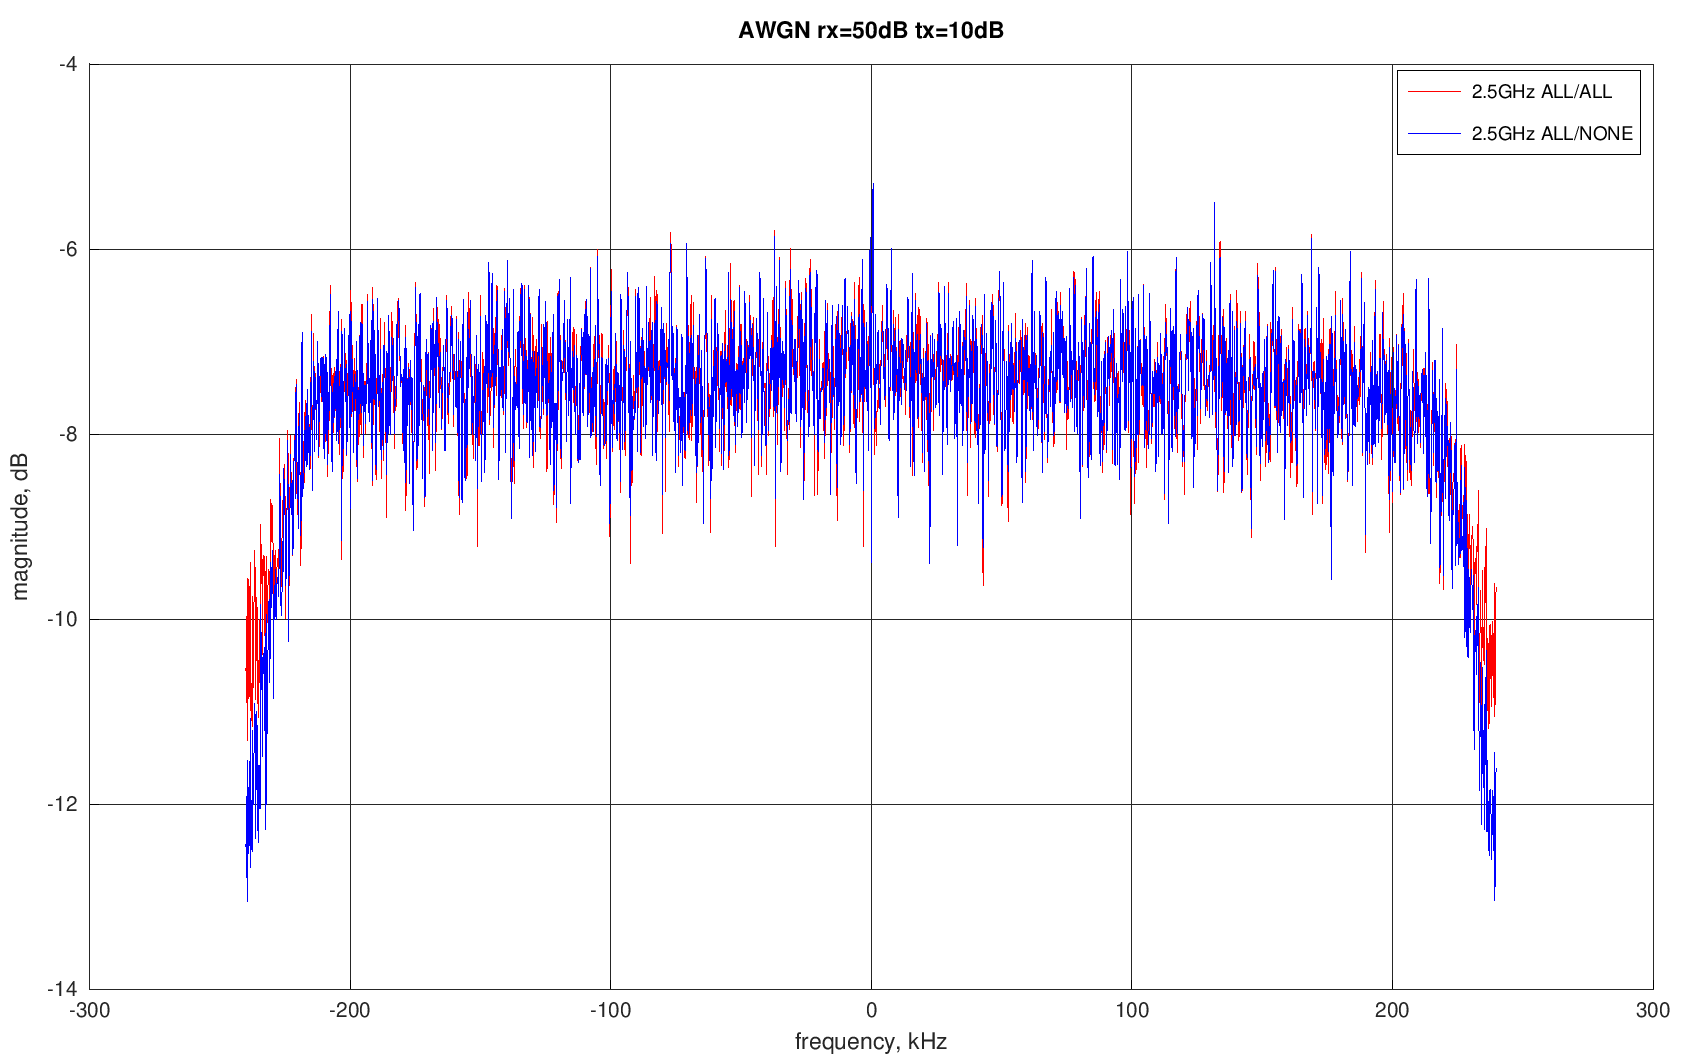 AWGN rx=50dB tx=10dB
2.5GHz ALL/ALL
2.5GHz ALL/NONE
-4
-6
-8
-10
-12
-14
magnitude, dB
-300
-200
-100
0
100
200
300
frequency, kHz